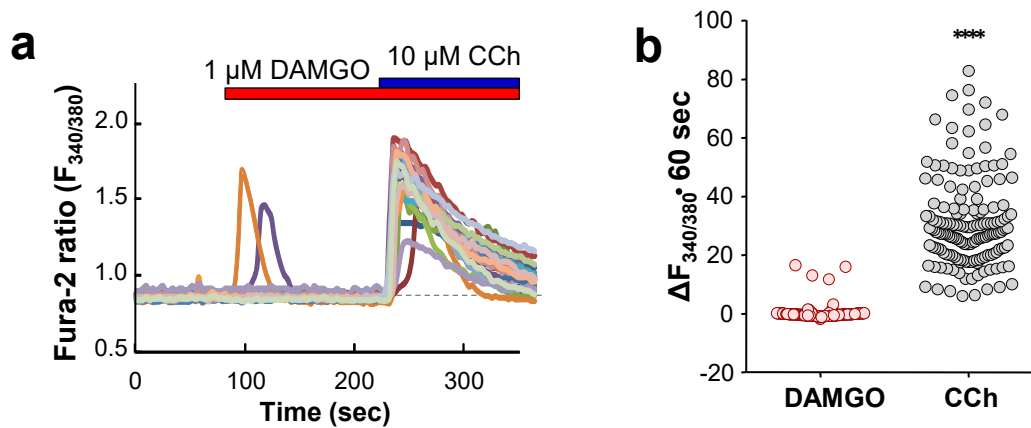 a
1 µM DAMGO
10 µM CCh
Fura-2 ratio (F340/380)
2.0
1.5
1.0
0.5
0
100
200
300
Time (sec)
b
****
ΔF340/380• 60 sec
100
80
60
40
20
0
-20
DAMGO
CCh